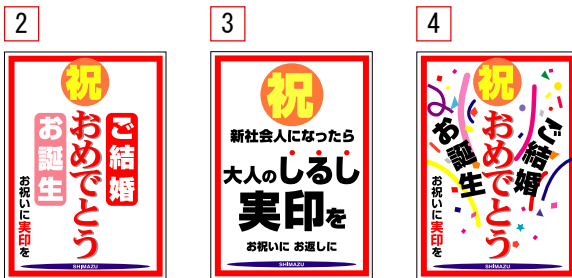 2
祝
ご結婚
おめでとう
お誕生
お祝いに実印を
SHIMAZU
3
祝
新社会人になったら
大人のしるし
実印を
お祝いに お返しに
SHIMAZU
4
祝
ご結婚
おめでとう
お誕生
お祝いに実印を
SHIMAZU